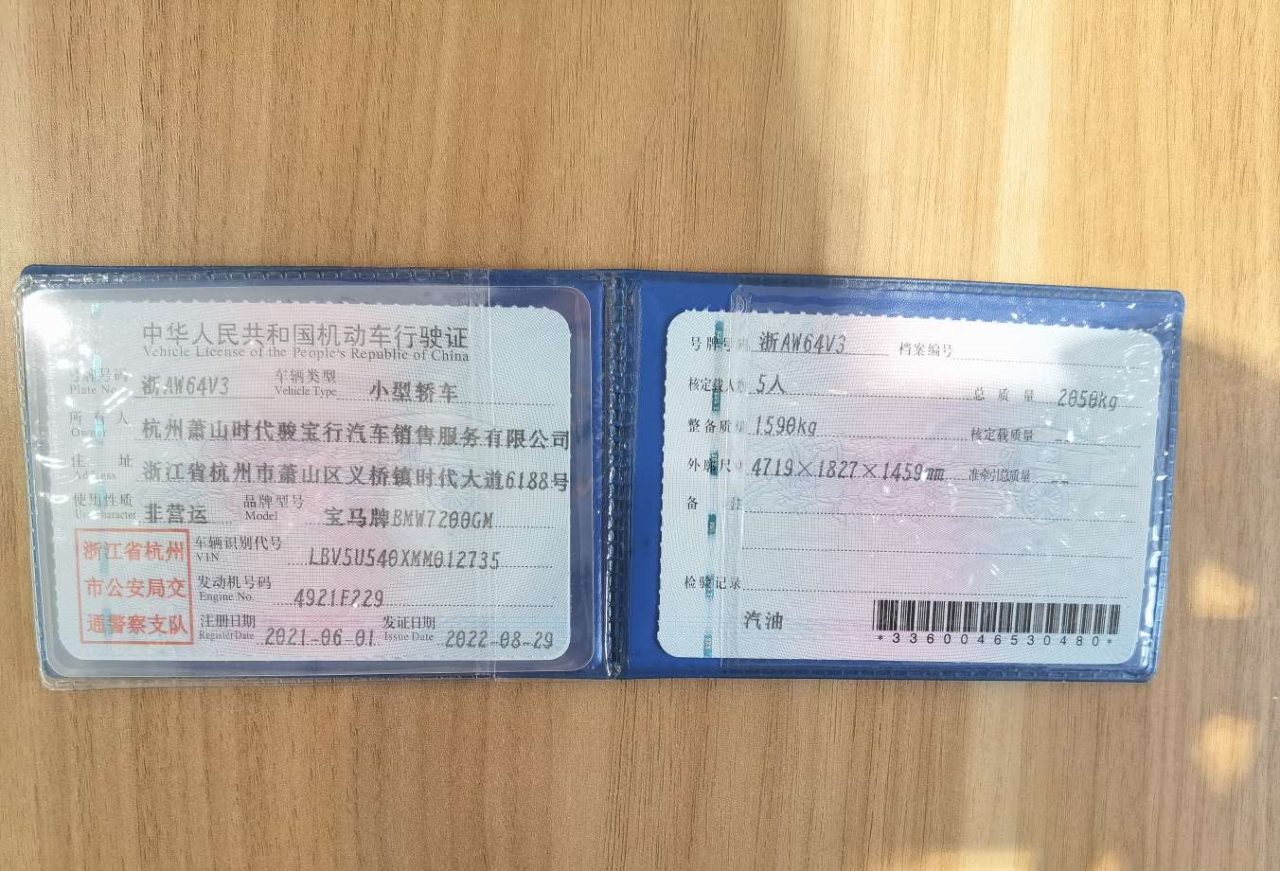 中华人民共和国机动车行驶证
Vehicle License of the People's Republic of China
号牌号码 浙AW64V3 车辆类型 小型轿车
Plate No. Vehicle Type
所有人 杭州萧山时代骏宝行汽车销售服务有限公司
Owner
住址 浙江省杭州市萧山区义桥镇时代大道6188号
Address
使用性质 非营运 品牌型号 宝马牌BMW7200GM
Use Character Model
浙江省杭州
市公安局交
通警察支队
车辆识别代号 LBV5U540XMM012735
VIN
发动机号码 4921F229
Engine No.
注册日期 2021-06-01 发证日期 2022-08-29
Register Date Issue Date
号牌号码 浙AW64V3 档案编号
核定载人数 5人 总质量 2050kg
整备质量 1590kg 核定载质量 --
外廓尺寸 4719×1827×1459mm 准牵引总质量 --
备注
检验记录
汽油
*3360046530480*